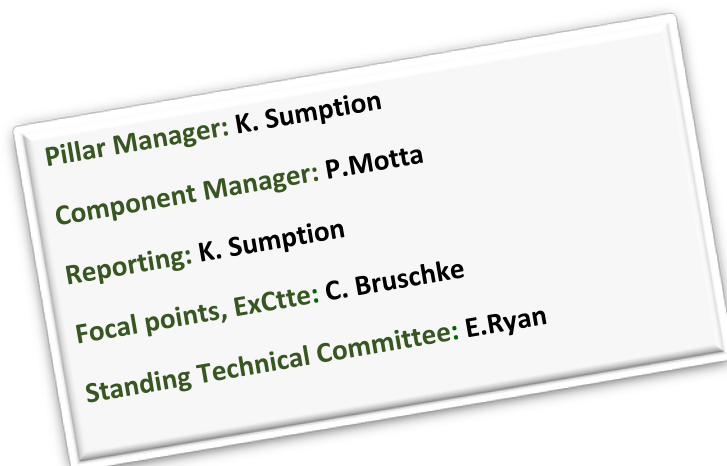 Pillar Manager: K. Sumption
Component Manager: P.Motta
Reporting: K. Sumption
Focal points, ExCtte: C. Bruschke
Standing Technical Committee: E.Ryan